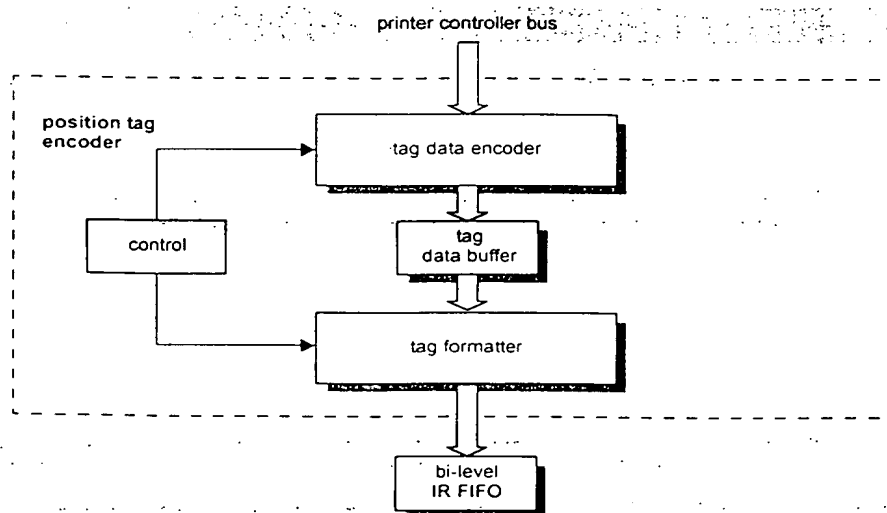 printer controller bus
position tag
encoder
tag data encoder
control
tag
data buffer
tag formatter
bi-level
IR FIFO